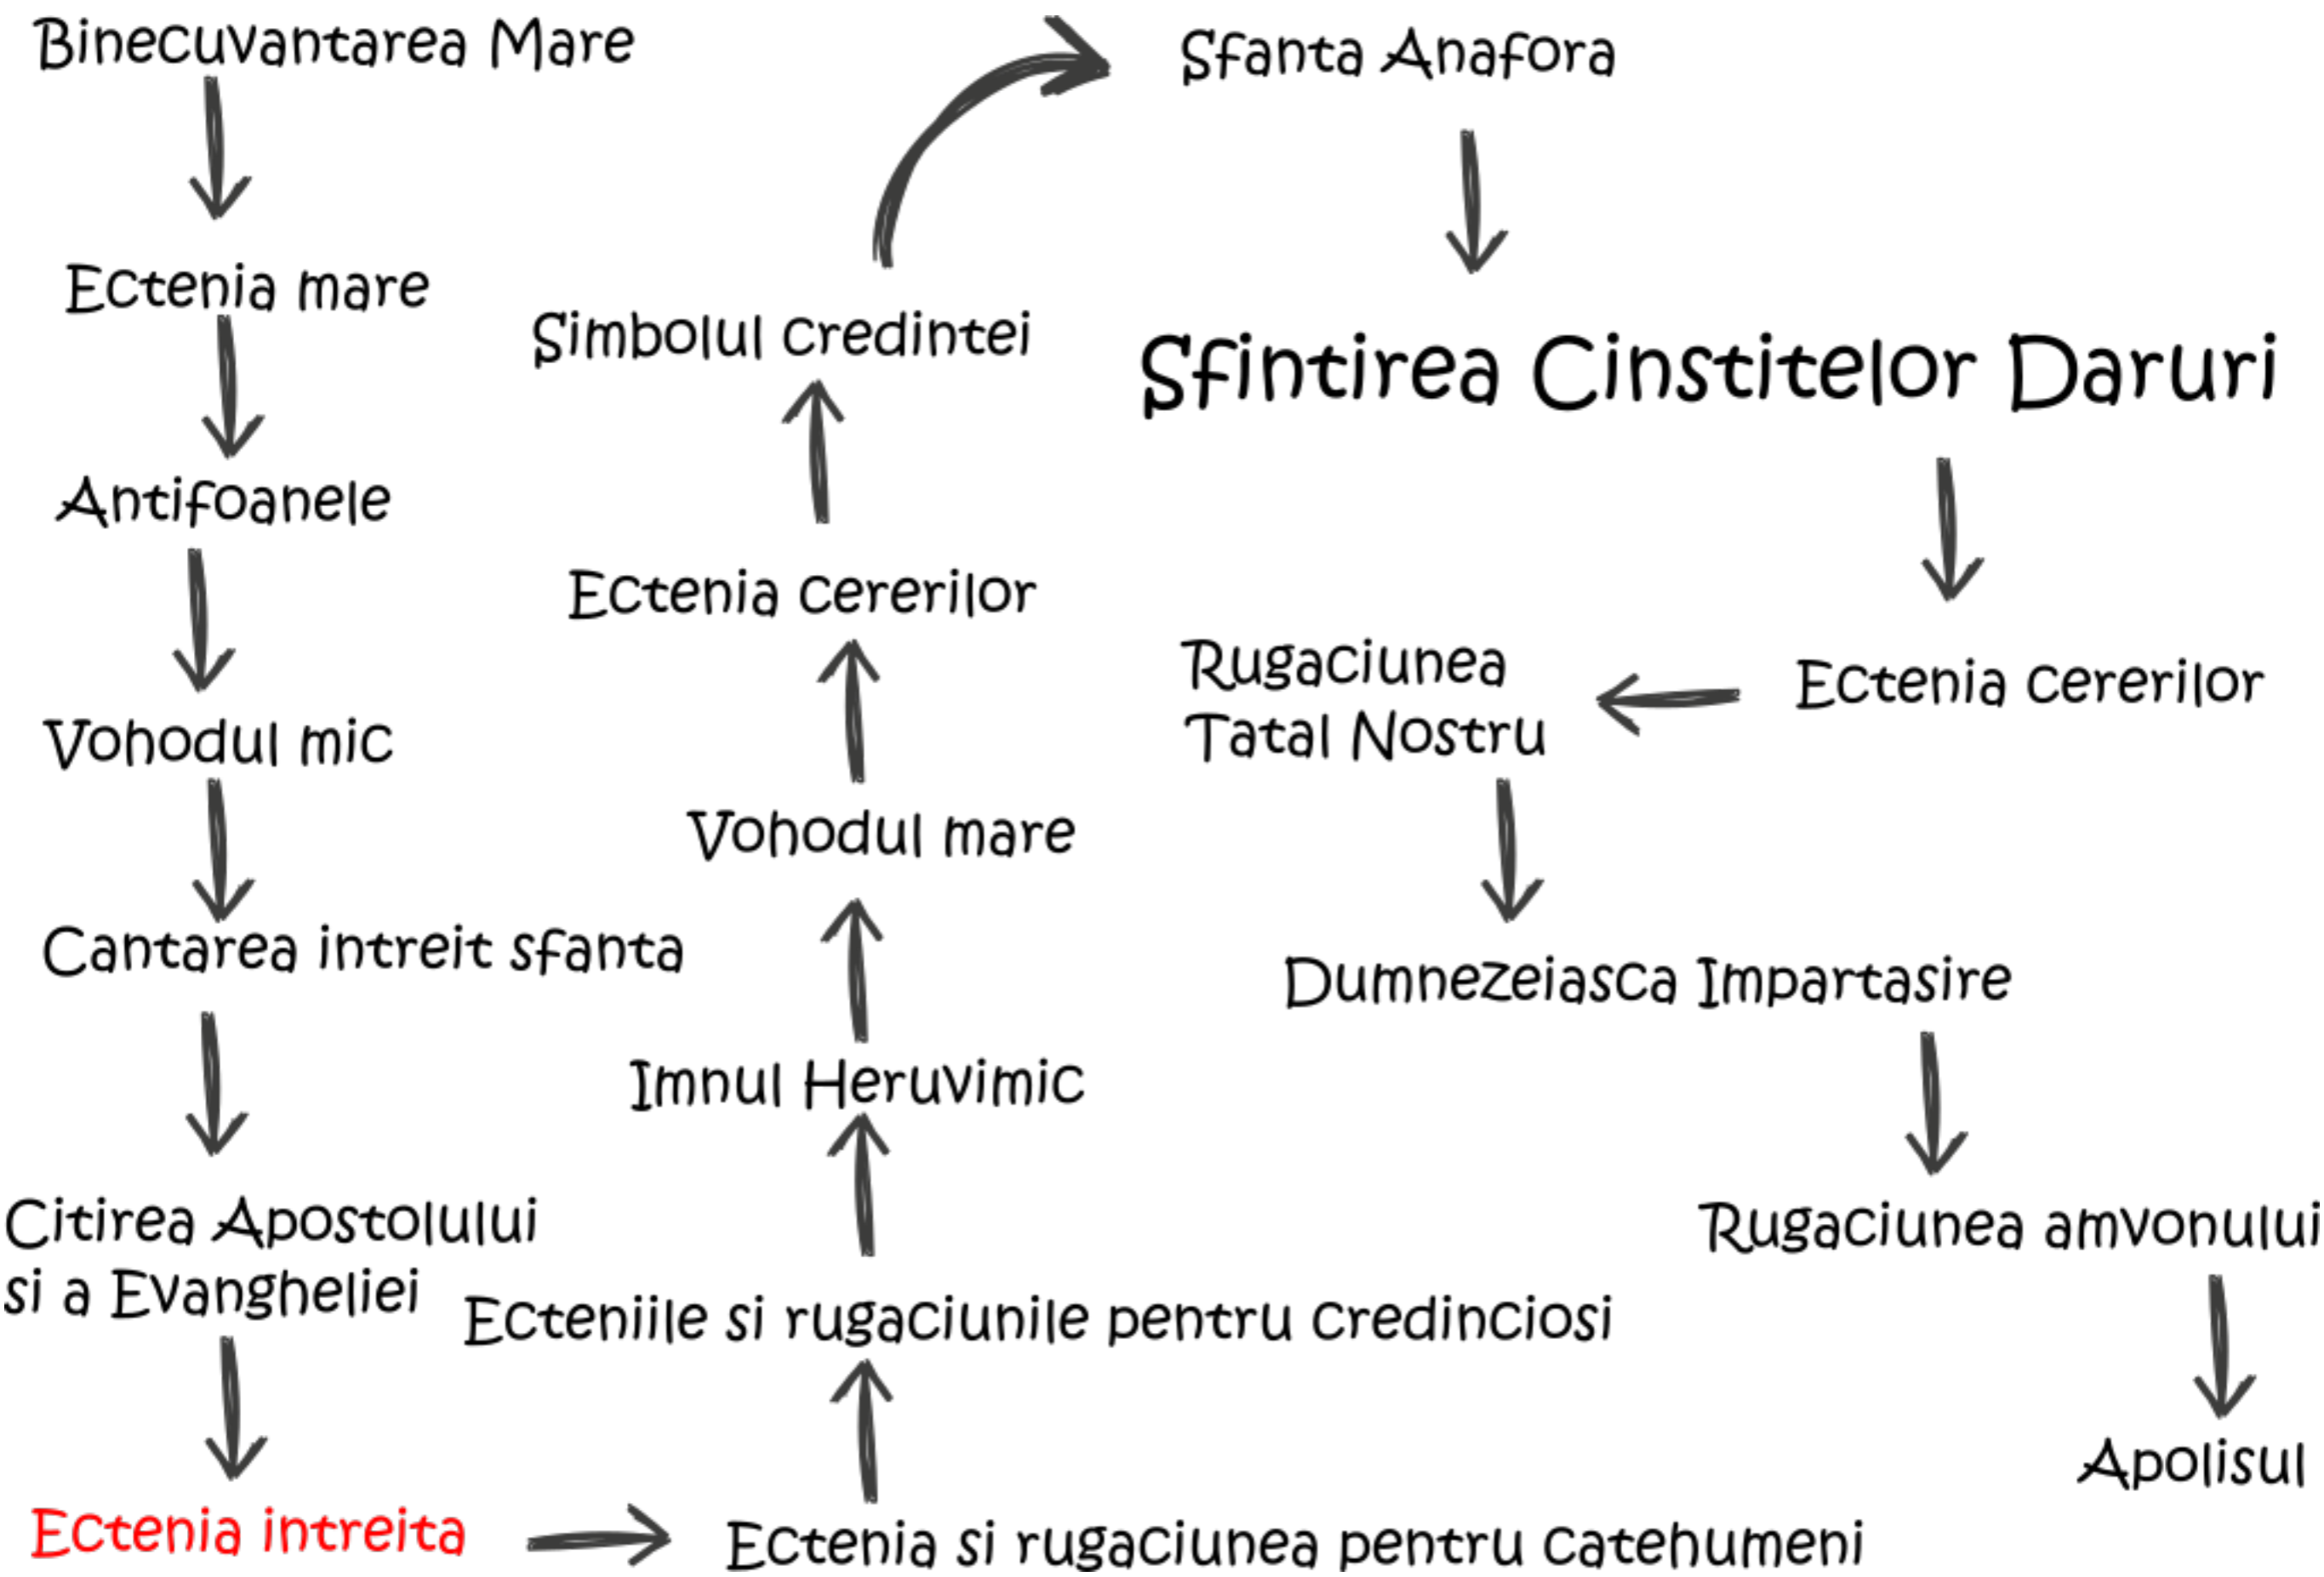 Binecuvantarea Mare
Ectenia mare
Antifoanele
Vohodul mic
Cantarea intreit sfanta
Citirea Apostolului
si a Evangheliei
Ectenia intreita
Ectenia si rugaciunea pentru catehumeni
Ecteniile si rugaciunile pentru credinciosi
Imnul Heruvimic
Vohodul mare
Ectenia cererilor
Simbolul credintei
Sfanta Anafora
Sfintirea Cinstitelor Daruri
Ectenia cererilor
Rugaciunea
Tatal Nostru
Dumnezeiasca Impartasire
Rugaciunea amvonului
Apolisul